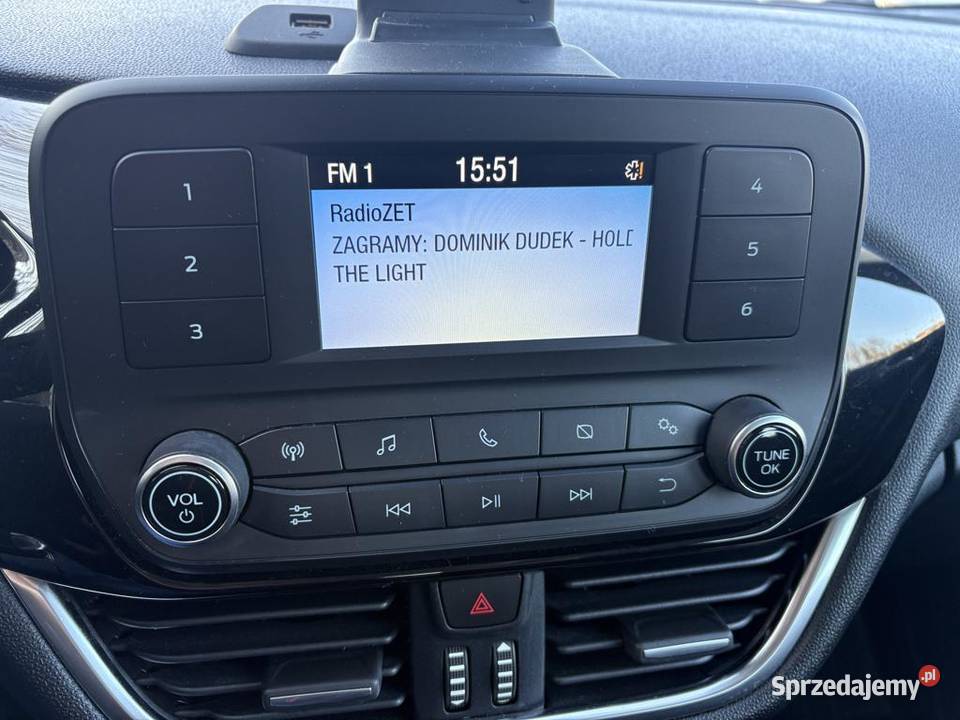 FM 1 15:51
RadioZET
ZAGRAMY: DOMINIK DUDEK - HOLD
THE LIGHT
1
2
3
4
5
6
VOL
TUNE
OK
Sprzedajemy.pl